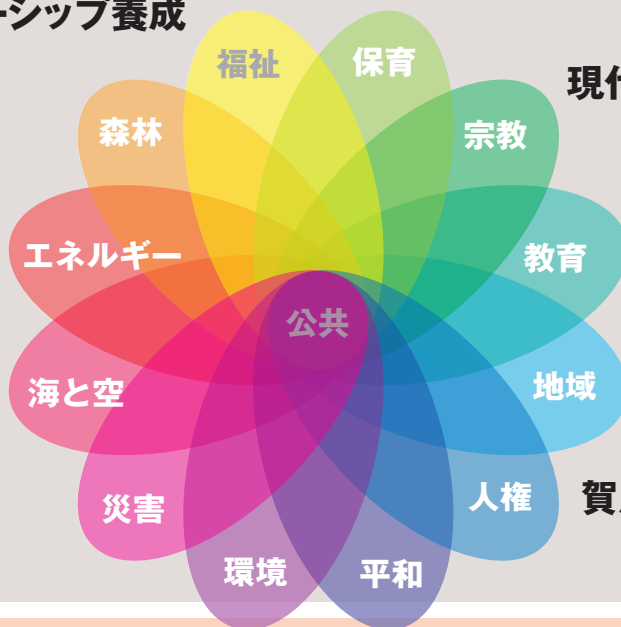 ーシップ養成
福祉
保育
現代
森林
宗教
エネルギー
教育
公共
海と空
地域
災害
人権
賀
環境
平和